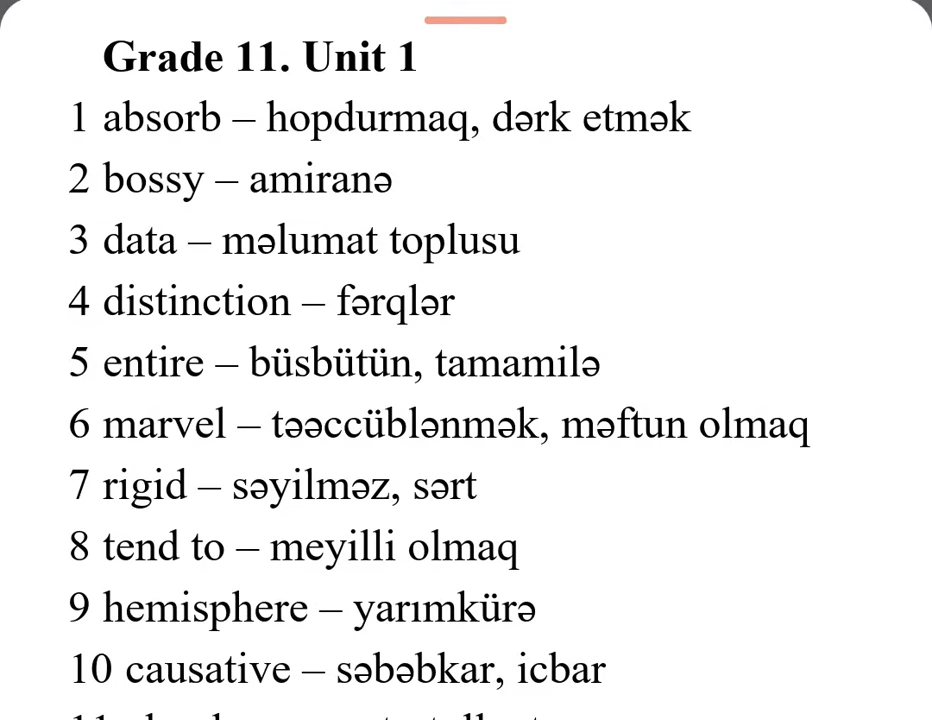 Grade 11. Unit 1
1 absorb – hopdurmaq, dərk etmək
2 bossy – amiranə
3 data – məlumat toplusu
4 distinction – fərqlər
5 entire – büsbütün, tamamilə
6 marvel – təəccüblənmək, məftun olmaq
7 rigid – səyilməz, sərt
8 tend to – meyilli olmaq
9 hemisphere – yarımkürə
10 causative – səbəbkar, icbar